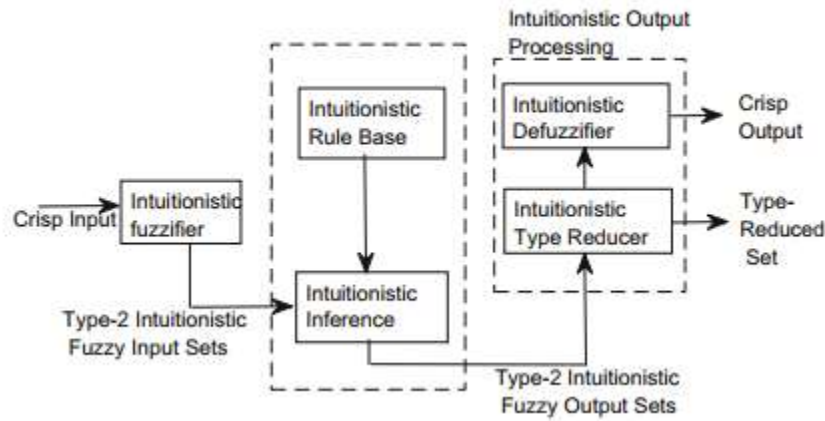 Intuitionistic Output
Processing
Intuitionistic
Rule Base
Intuitionistic
Defuzzifier
Crisp
Output
Crisp Input
Intuitionistic
fuzzifier
Intuitionistic
Type Reducer
Type-
Reduced
Set
Intuitionistic
Inference
Type-2 Intuitionistic
Fuzzy Input Sets
Type-2 Intuitionistic
Fuzzy Output Sets